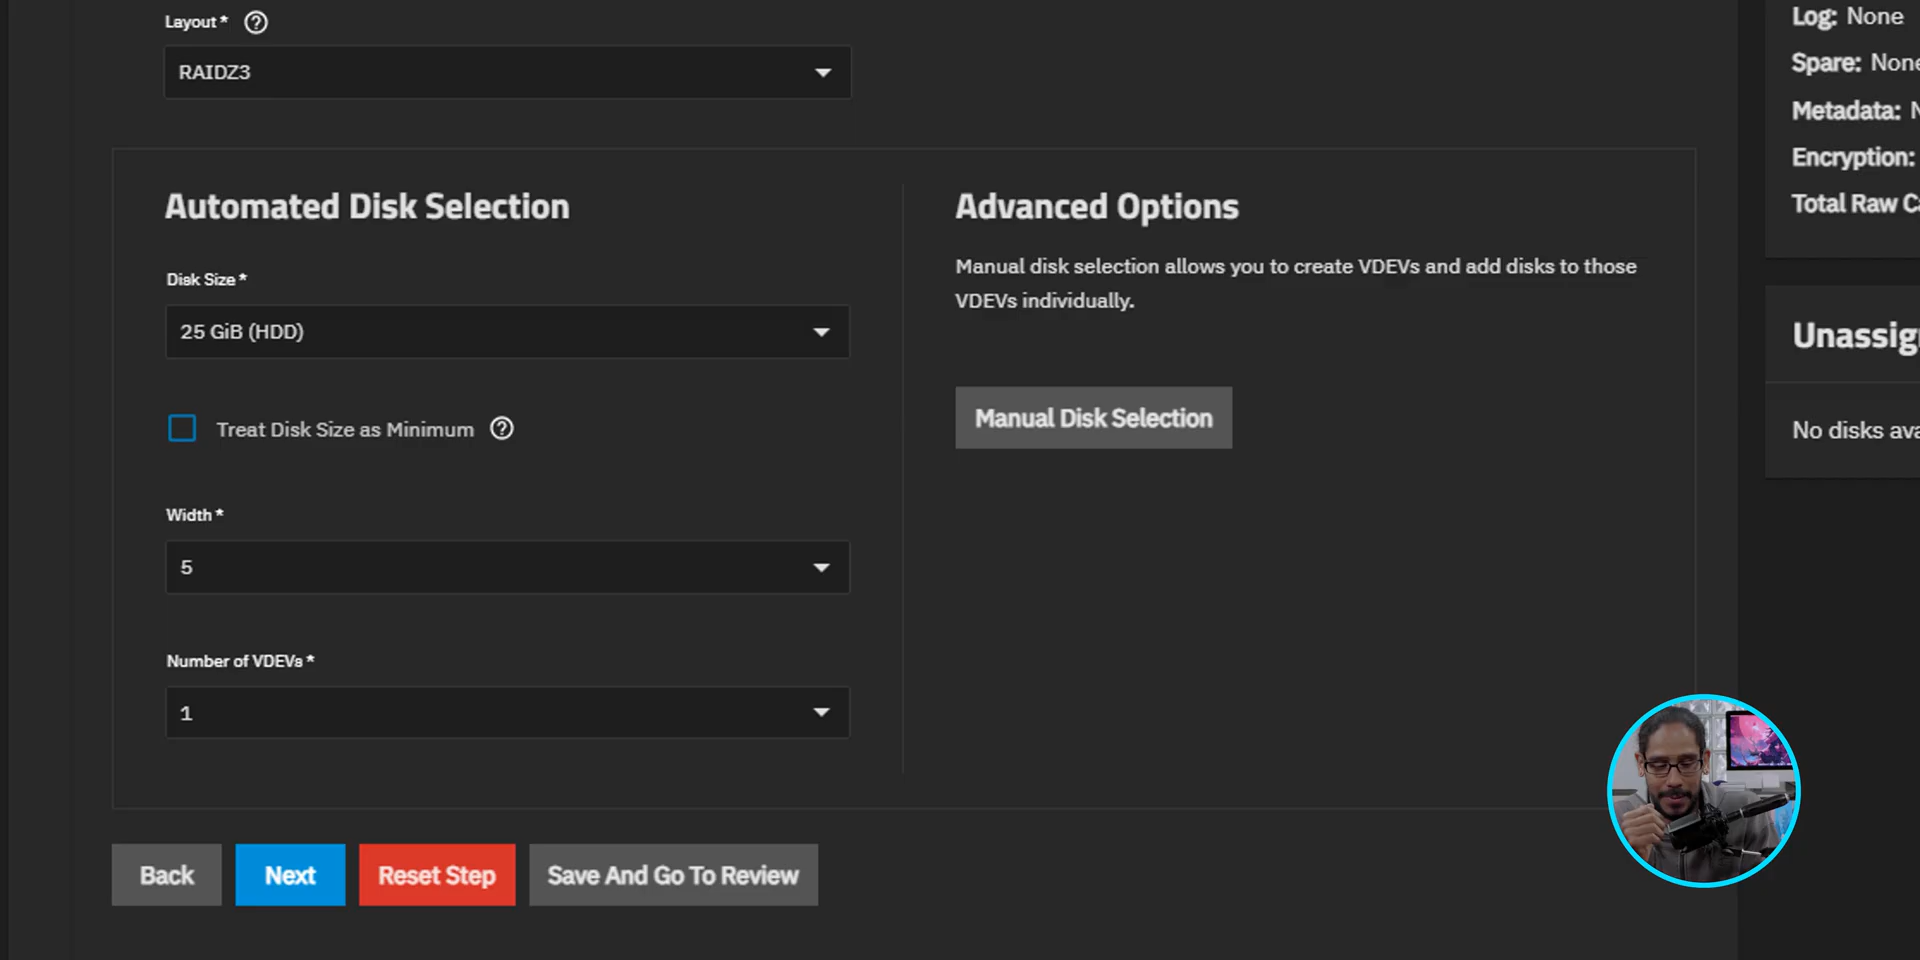 Layout *
RAIDZ3
Automated Disk Selection
Disk Size *
25 GiB (HDD)
Treat Disk Size as Minimum
Width *
5
Number of VDEVs *
1
Advanced Options
Manual disk selection allows you to create VDEVs and add disks to those
VDEVs individually.
Manual Disk Selection
Back
Next
Reset Step
Save And Go To Review
Log: None
Spare: None
Metadata:
Encryption:
Total Raw
Unassig
No disks